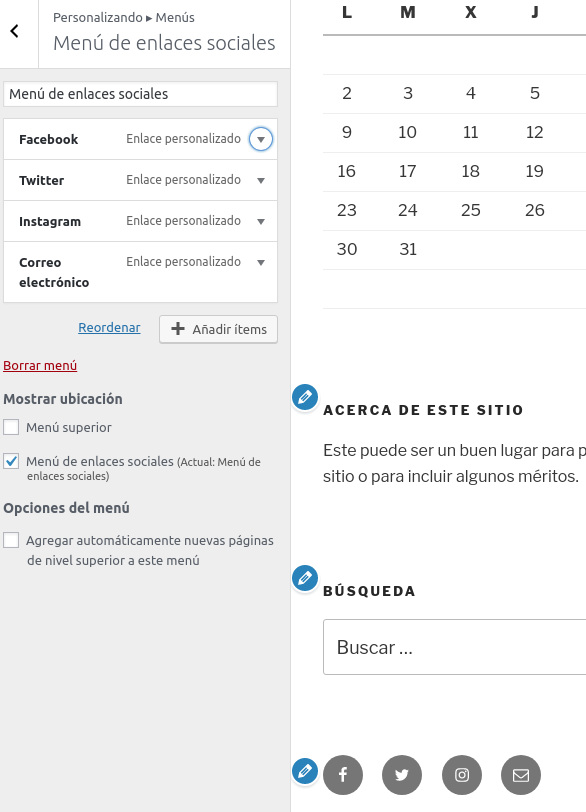 Personalizando ▸ Menús
Menú de enlaces sociales
Menú de enlaces sociales
Facebook Enlace personalizado
Twitter Enlace personalizado
Instagram Enlace personalizado
Correo Enlace personalizado
electrónico
Reordenar Añadir ítems
Borrar menú
Mostrar ubicación
Menú superior
Menú de enlaces sociales (Actual: Menú de
enlaces sociales)
Opciones del menú
Agregar automáticamente nuevas páginas
de nivel superior a este menú
L M X J
2 3 4 5
9 10 11 12
16 17 18 19
23 24 25 26
30 31
ACERCA DE ESTE SITIO
Este puede ser un buen lugar para p
sitio o para incluir algunos méritos.
BÚSQUEDA
Buscar ...